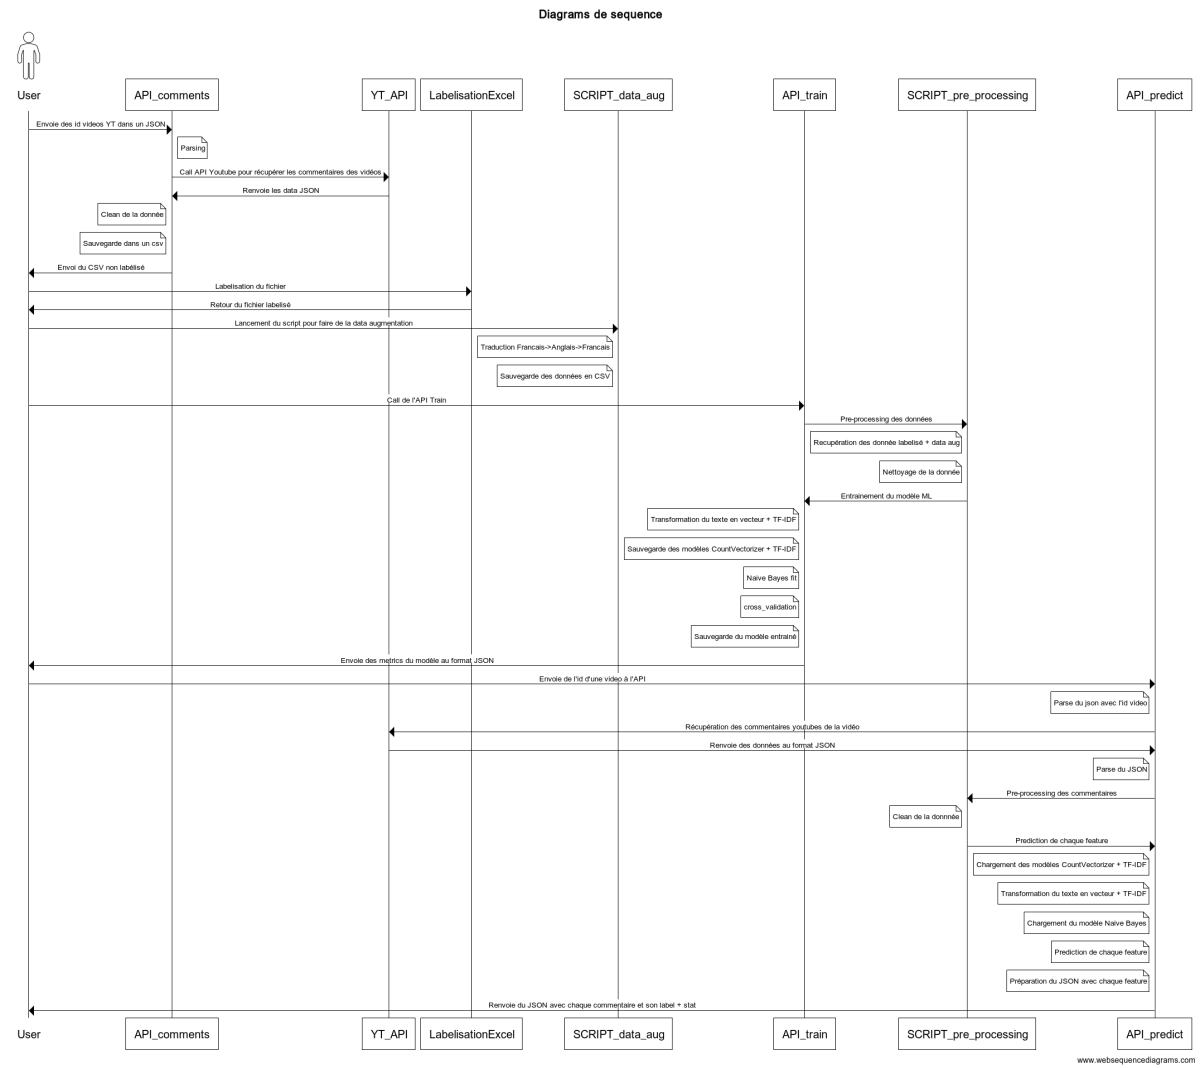 Diagrams de sequence
User
API_comments
YT_API
LabelisationExcel
SCRIPT_data_aug
API_train
SCRIPT_pre_processing
API_predict
Envoie des id videos YT dans un JSON
Parsing
Call API Youtube pour récupérer les commentaires des vidéos
Renvoie les data JSON
Clean de la donnée
Sauvegarde dans un csv
Envoi du CSV non labélisé
Labelisation du fichier
Retour du fichier labelisé
Lancement du script pour faire de la data augmentation
Traduction Francais->Anglais->Francais
Sauvegarde des données en CSV
Call de l'API Train
Pre-processing des données
Recupération des donnée labelisé + data aug
Nettoyage de la donnée
Entrainement du modèle ML
Transformation du texte en vecteur + TF-IDF
Sauvegarde des modèles CountVectorizer + TF-IDF
Naive Bayes fit
cross_validation
Sauvegarde du modèle entrainé
Envoie des metrics du modèle au format JSON
Envoie de l'id d'une video à l'API
Parse du json avec l'id video
Récupération des commentaires youtubes de la vidéo
Renvoie des données au format JSON
Parse du JSON
Pre-processing des commentaires
Clean de la donnnée
Prediction de chaque feature
Chargement des modèles CountVectorizer + TF-IDF
Transformation du texte en vecteur + TF-IDF
Chargement du modèle Naive Bayes
Prediction de chaque feature
Préparation du JSON avec chaque feature
Renvoie du JSON avec chaque commentaire et son label + stat
User
API_comments
YT_API
LabelisationExcel
SCRIPT_data_aug
API_train
SCRIPT_pre_processing
API_predict
www.websequencediagrams.com